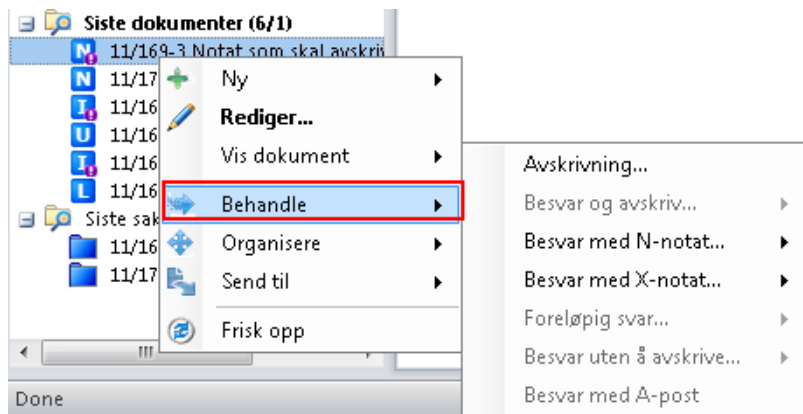 Siste dokumenter (6/1)
N 11/169-3 Notat som skal avskriv
N 11/17
I 11/16
U 11/16
I 11/16
L 11/16
Siste sak
11/16
11/17
Done
Ny
Rediger...
Vis dokument
Behandle
Organisere
Send til
Frisk opp
Avskrivning...
Besvar og avskriv...
Besvar med N-notat...
Besvar med X-notat...
Foreløpig svar...
Besvar uten å avskrive...
Besvar med A-post